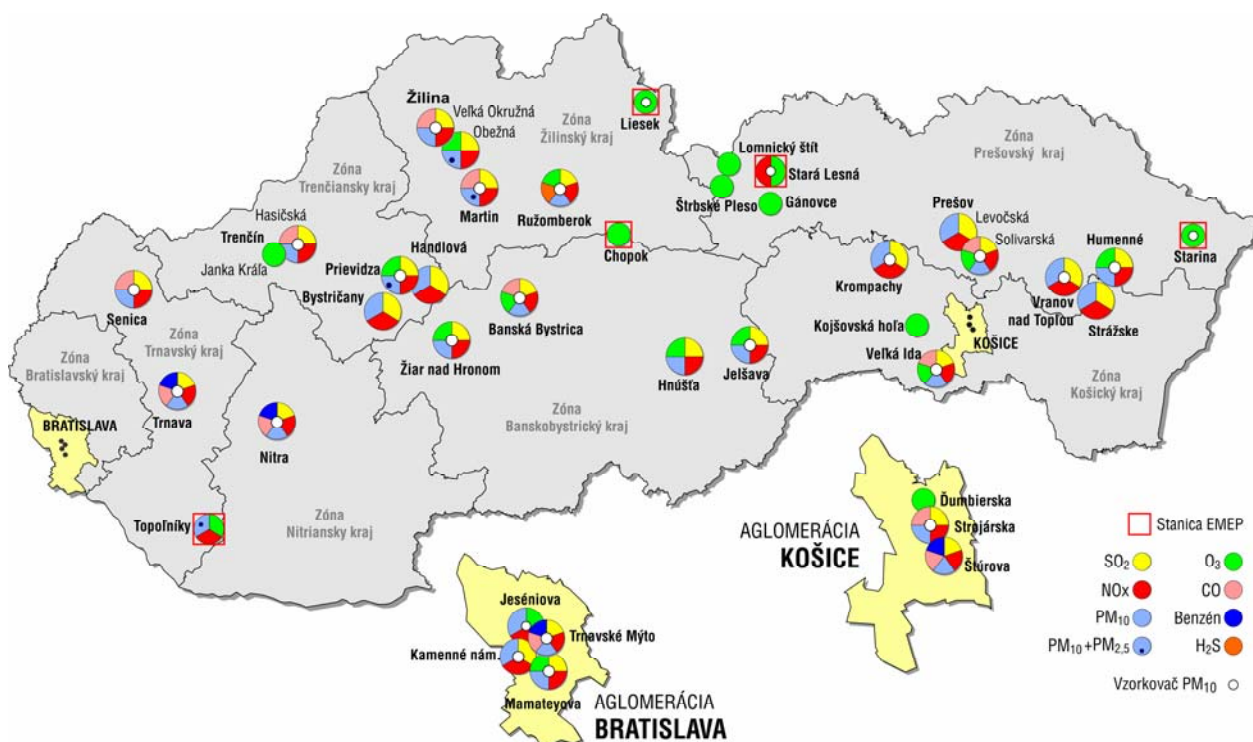 Žilina
Veľká Okružná
Obežná
Zóna
Žilinský kraj
Liesek
Zóna
Prešovský kraj
Lomnický štít
Stará Lesná
Štrbské Pleso
Gánovce
Zóna
Trenčiansky kraj
Martin
Ružomberok
Prešov
Levočská
Solivarská
Hasičská
Trenčín
Janka Kráľa
Handlová
Prievidza
Bystričany
Chopok
Humenné
Starina
Krompachy
Vranov
nad Topľou
Strážske
Senica
Banská Bystrica
Kojšovská hoľa
KOŠICE
Zóna
Trnavský kraj
Žiar nad Hronom
Hnúšťa
Jelšava
Veľká Ida
Zóna
Bratislavský kraj
Zóna
Košický kraj
Trnava
BRATISLAVA
Nitra
Zóna
Banskobystrický kraj
Topoľníky
Zóna
Nitriansky kraj
AGLOMERÁCIA
KOŠICE
Ďumbierska
Strojárska
Štúrova
Jeséniova
Trnavské Mýto
Kamenné nám.
Mamateyova
AGLOMERÁCIA
BRATISLAVA
Stanica EMEP
SO2 O3
NOx CO
PM10 Benzén
PM10+PM2,5 H2S
Vzorkovač PM10